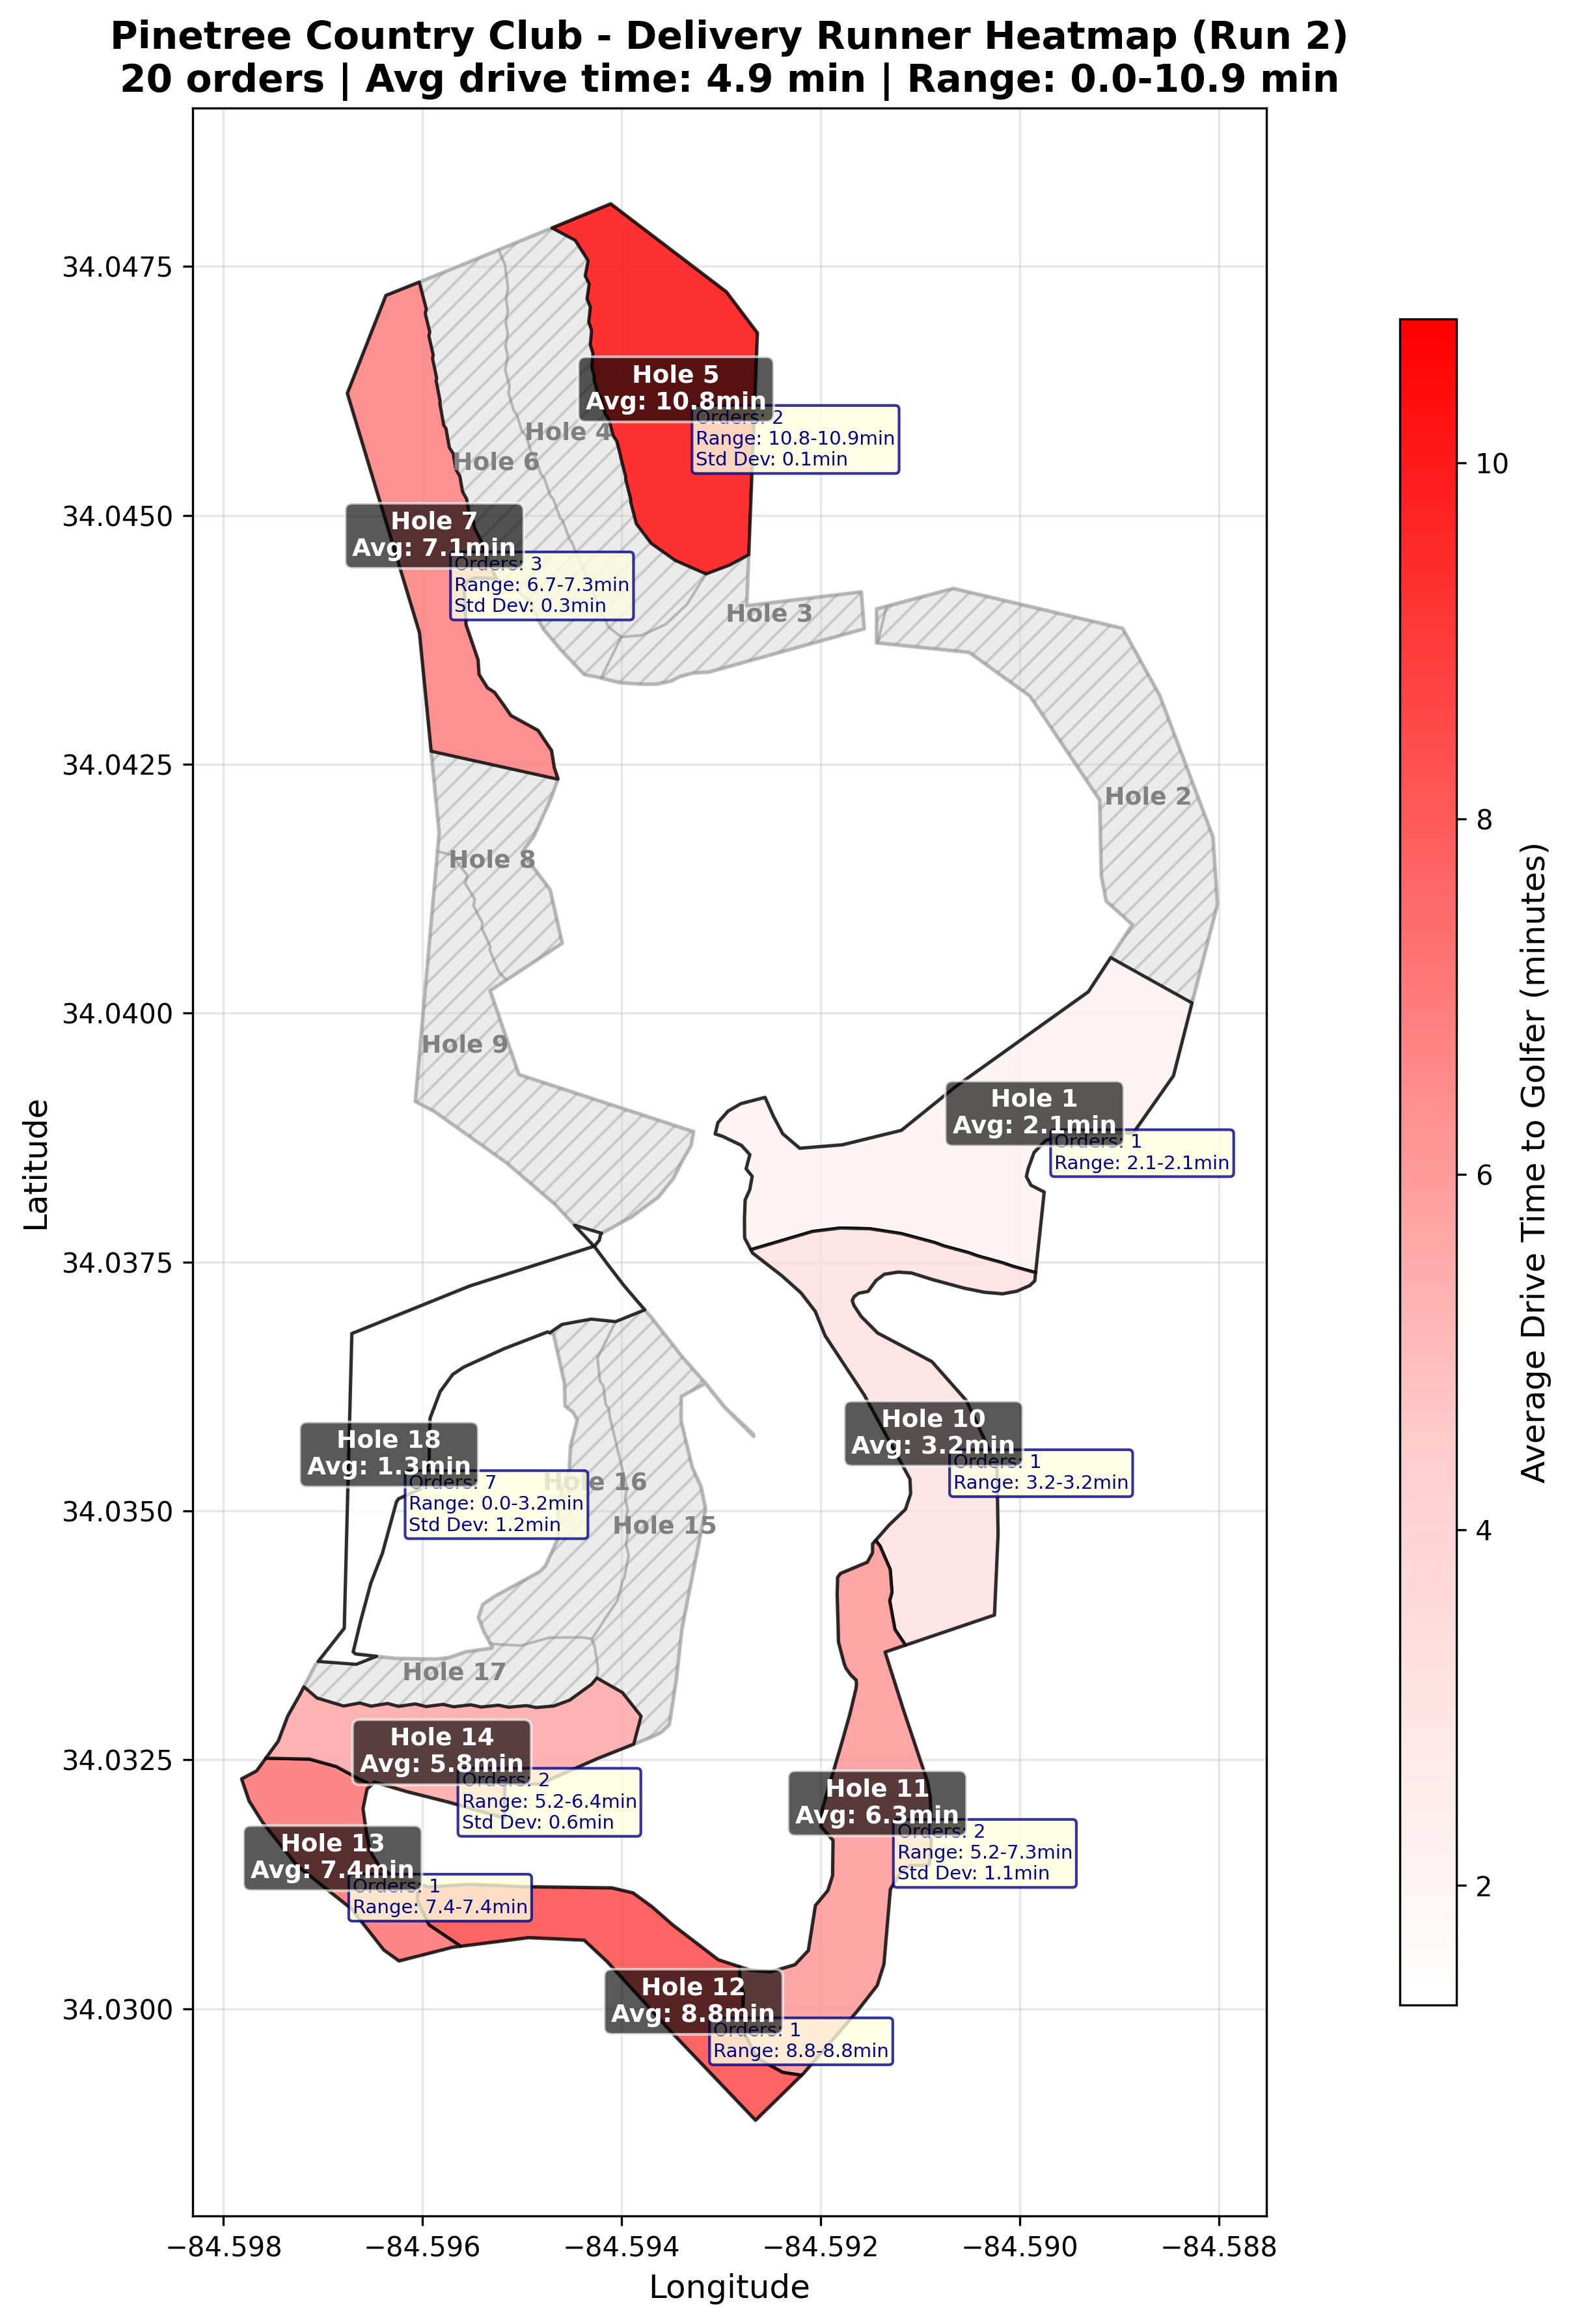 Pinetree Country Club - Delivery Runner Heatmap (Run 2)
20 orders | Avg drive time: 4.9 min | Range: 0.0-10.9 min
34.0475
34.0450
34.0425
34.0400
34.0375
34.0350
34.0325
34.0300
Latitude
Hole 5
Avg: 10.8min
Orders: 2
Range: 10.8-10.9min
Std Dev: 0.1min
Hole 4
Hole 6
Hole 7
Avg: 7.1min
Orders: 3
Range: 6.7-7.3min
Std Dev: 0.3min
Hole 3
Hole 2
Hole 8
Hole 9
Hole 1
Avg: 2.1min
Orders: 1
Range: 2.1-2.1min
Hole 10
Avg: 3.2min
Orders: 1
Range: 3.2-3.2min
Hole 18
Avg: 1.3min
Orders: 7
Range: 0.0-3.2min
Std Dev: 1.2min
Hole 16
Hole 15
Hole 17
Hole 14
Avg: 5.8min
Orders: 2
Range: 5.2-6.4min
Std Dev: 0.6min
Hole 11
Avg: 6.3min
Orders: 2
Range: 5.2-7.3min
Std Dev: 1.1min
Hole 13
Avg: 7.4min
Orders: 1
Range: 7.4-7.4min
Hole 12
Avg: 8.8min
Orders: 1
Range: 8.8-8.8min
−84.598
−84.596
−84.594
−84.592
−84.590
−84.588
Longitude
10
8
6
4
2
Average Drive Time to Golfer (minutes)